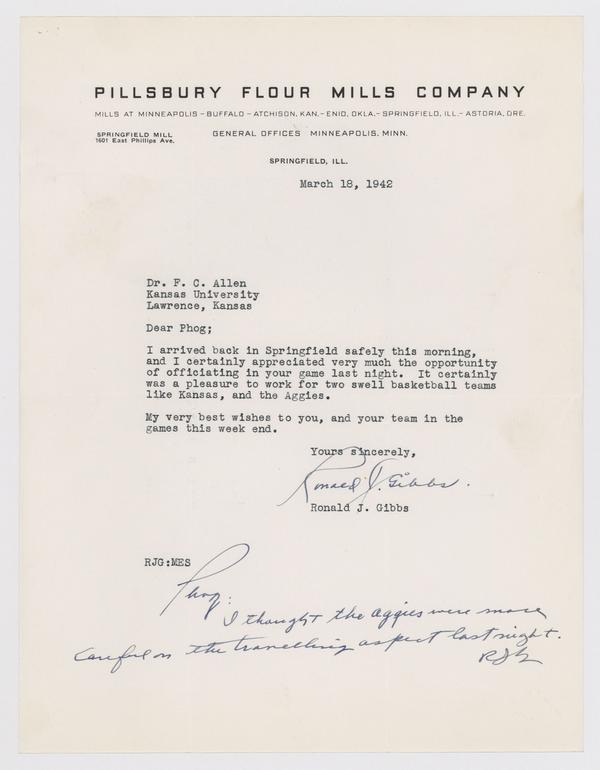 PILLSBURY FLOUR MILLS COMPANY
MILLS AT MINNEAPOLIS – BUFFALO – ATCHISON, KAN. – ENID, OKLA. – SPRINGFIELD, ILL. – ASTORIA, ORE.
SPRINGFIELD MILL
1601 East Phillips Ave.
GENERAL OFFICES MINNEAPOLIS, MINN.
SPRINGFIELD, ILL.
March 18, 1942
Dr. F. C. Allen
Kansas University
Lawrence, Kansas
Dear Phog;
I arrived back in Springfield safely this morning,
and I certainly appreciated very much the opportunity
of officiating in your game last night. It certainly
was a pleasure to work for two swell basketball teams
like Kansas, and the Aggies.
My very best wishes to you, and your team in the
games this week end.
Yours sincerely,
Ronald J. Gibbs.
Ronald J. Gibbs
RJG:MES
Phog:
I thought the aggies were more
careful on the travelling aspect last night.
RJG